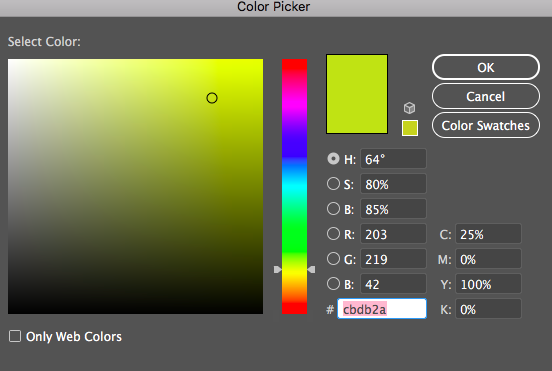 Color Picker
Select Color:
OK
Cancel
Color Swatches
H: 64°
S: 80%
B: 85%
R: 203
C: 25%
G: 219
M: 0%
B: 42
Y: 100%
# cbdb2a
K: 0%
Only Web Colors